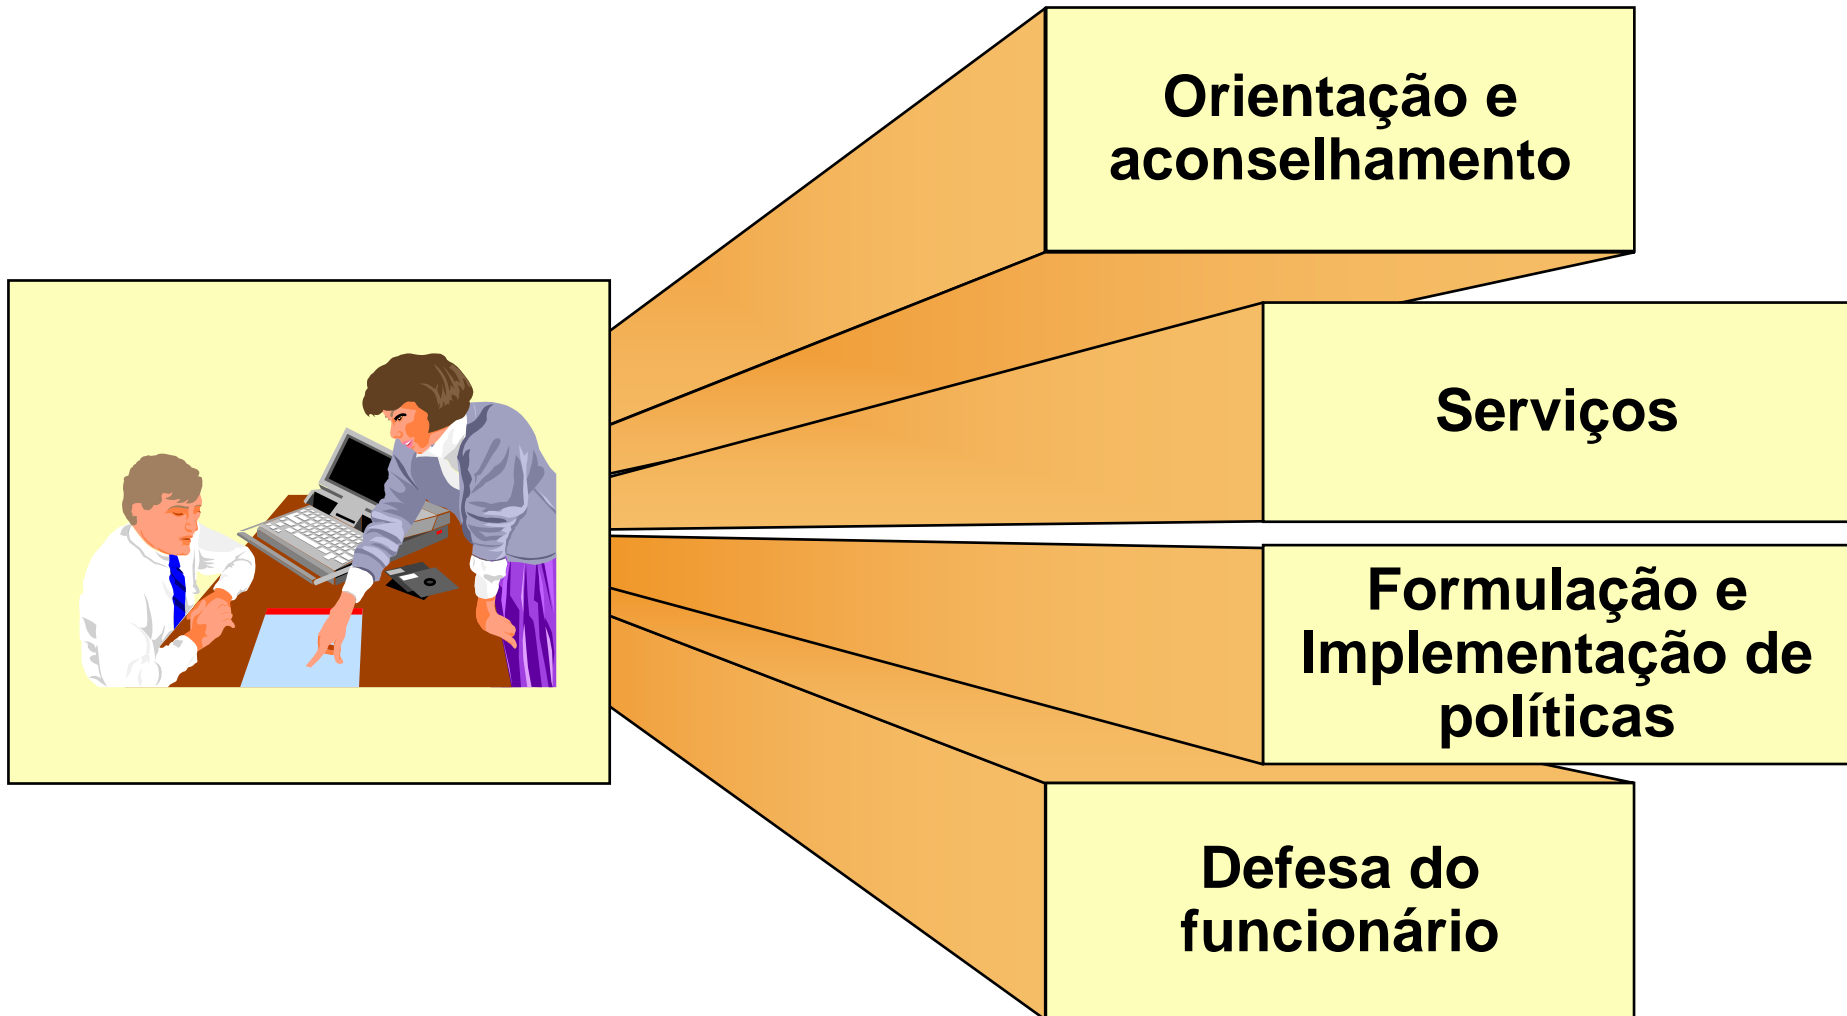 Orientação e
aconselhamento
Serviços
Formulação e
Implementação de
políticas
Defesa do
funcionário